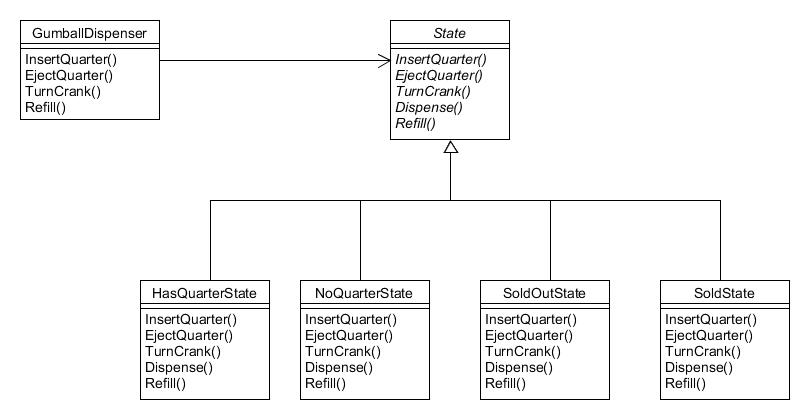 GumballDispenser
InsertQuarter()
EjectQuarter()
TurnCrank()
Refill()
State
InsertQuarter()
EjectQuarter()
TurnCrank()
Dispense()
Refill()
HasQuarterState
InsertQuarter()
EjectQuarter()
TurnCrank()
Dispense()
Refill()
NoQuarterState
InsertQuarter()
EjectQuarter()
TurnCrank()
Dispense()
Refill()
SoldOutState
InsertQuarter()
EjectQuarter()
TurnCrank()
Dispense()
Refill()
SoldState
InsertQuarter()
EjectQuarter()
TurnCrank()
Dispense()
Refill()